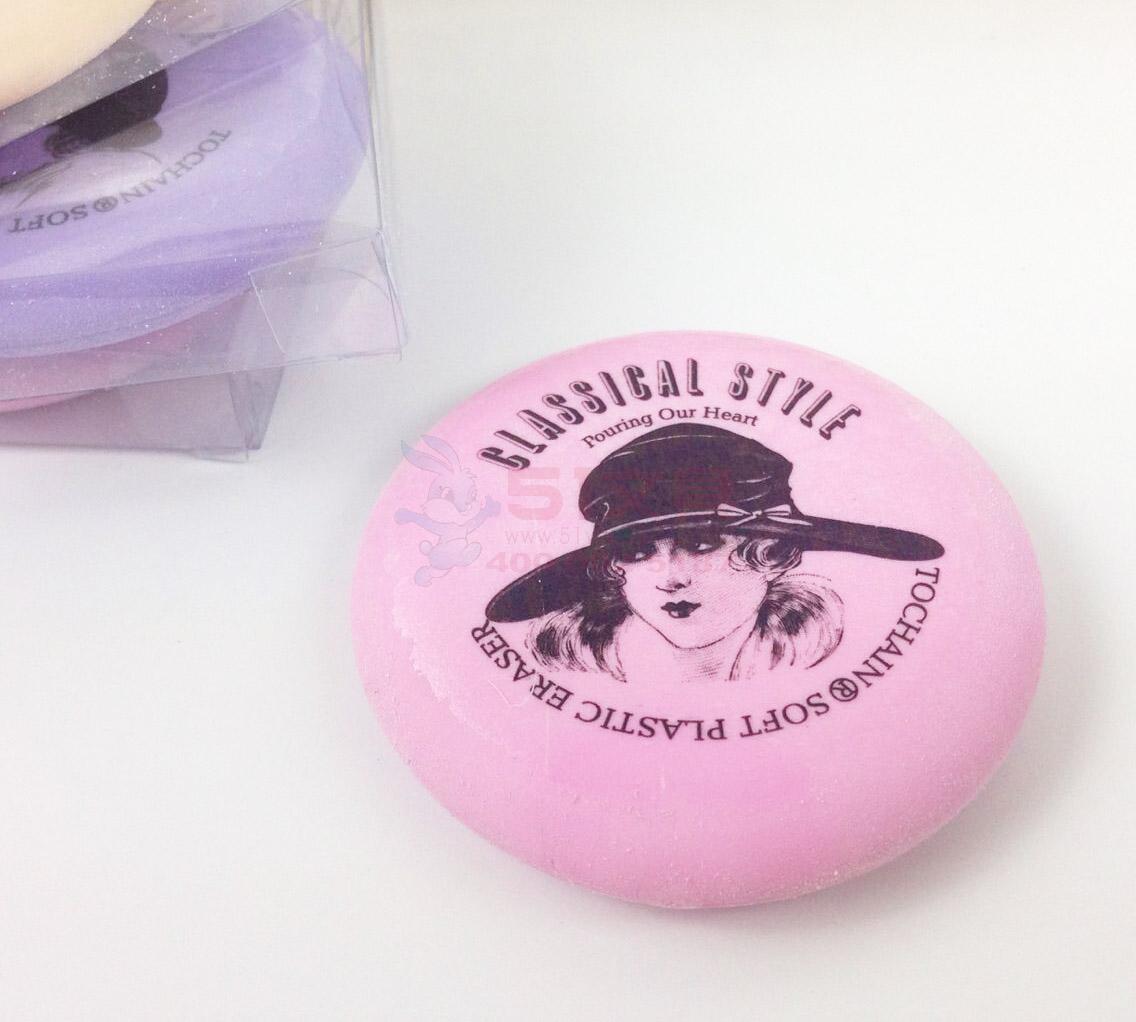 CLASSICAL STYLE
Pouring Our Heart
TOCHAIN® SOFT PLASTIC ERASER
TOCHAIN® SOFT